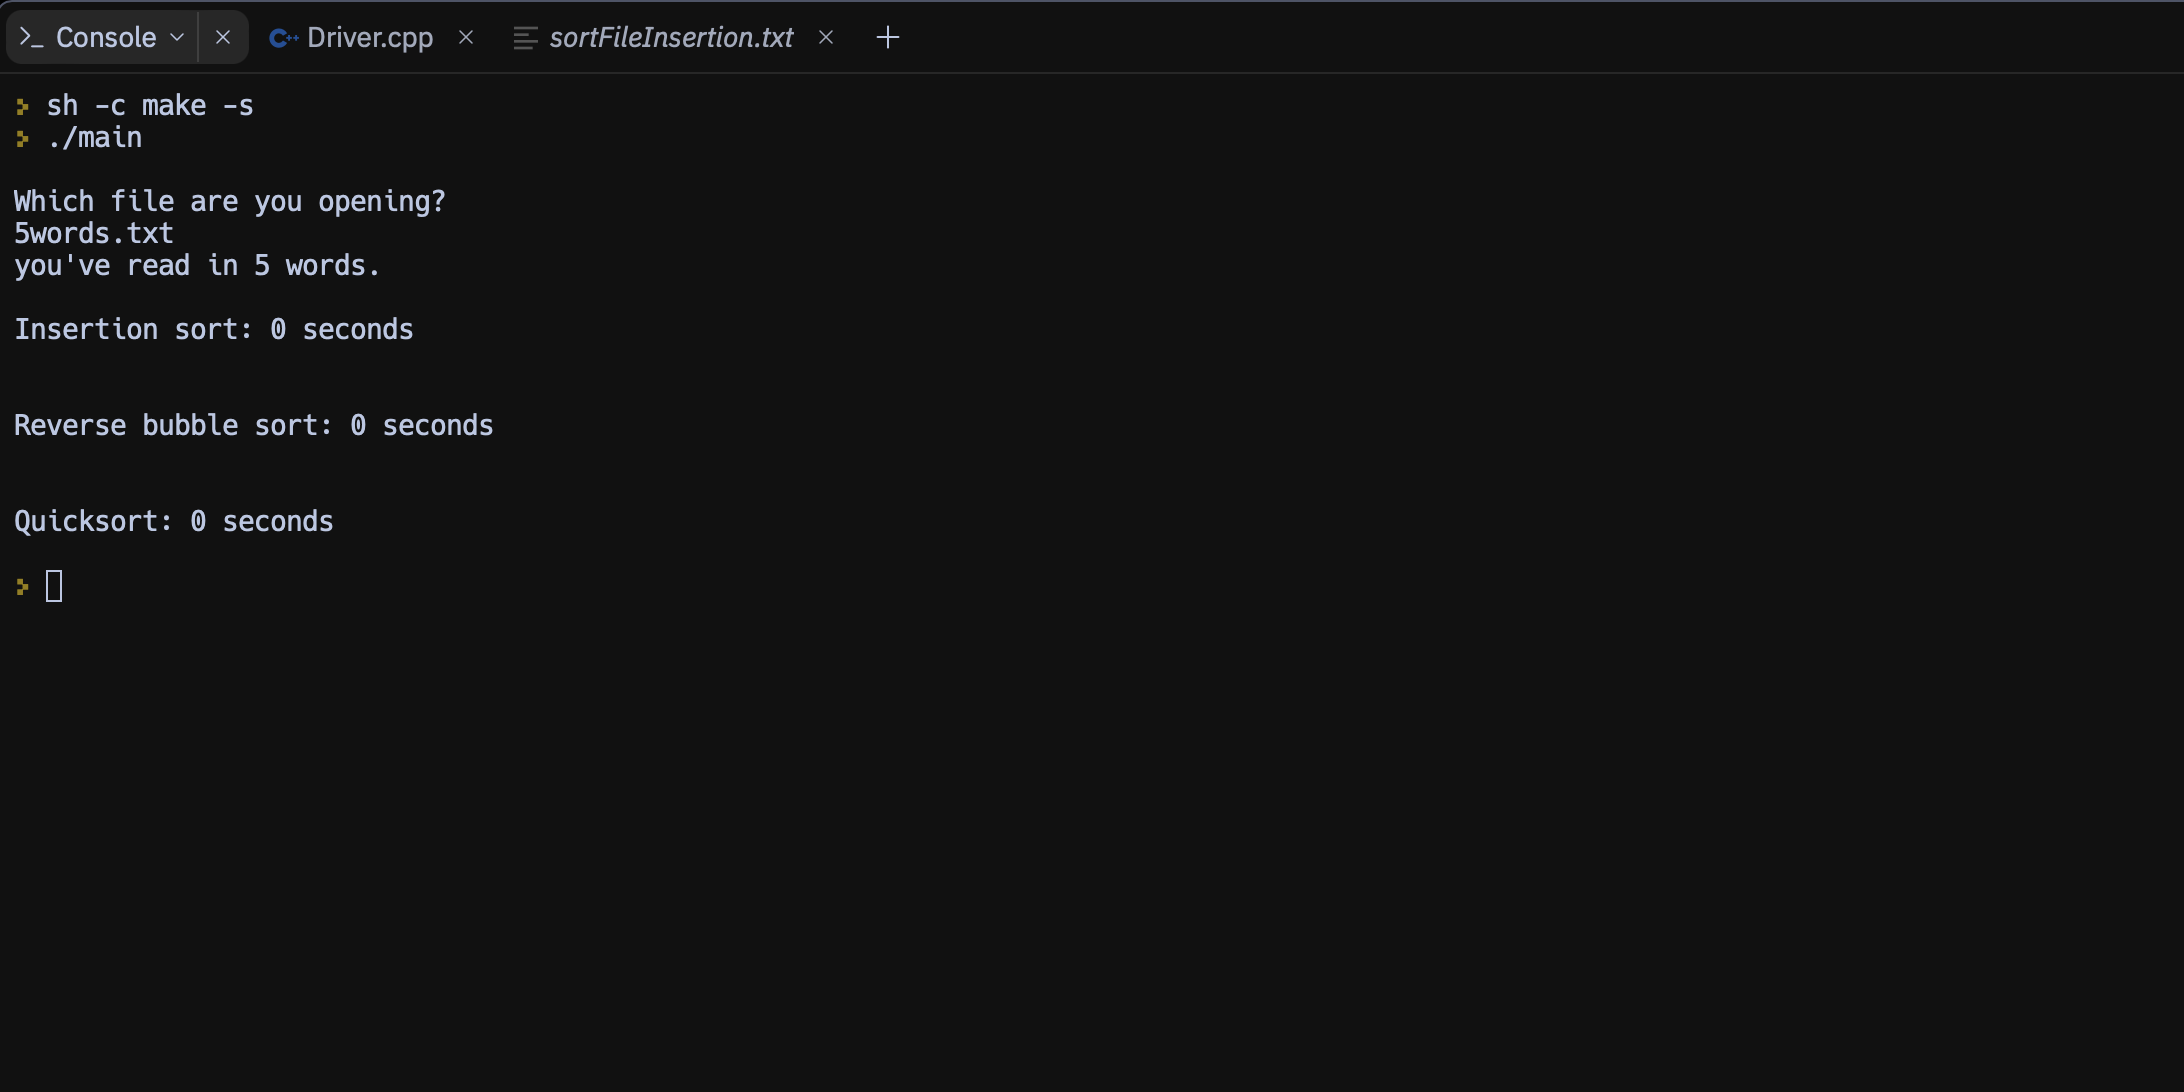 Console
Driver.cpp
sortFileInsertion.txt
sh -c make -s
./main
Which file are you opening?
5words.txt
you've read in 5 words.
Insertion sort: 0 seconds
Reverse bubble sort: 0 seconds
Quicksort: 0 seconds